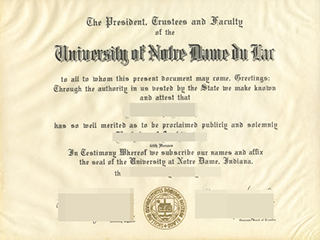 The President, Trustees and Faculty
of the
University of Notre Dame du Lac
to all to whom this present document may come, Greetings:
Through the authority in us vested by the State we make known
and attest that
has so well merited as to be proclaimed publicly and solemnly
with Honors
In Testimony Whereof we subscribe our names and affix
the seal of the University at Notre Dame, Indiana.